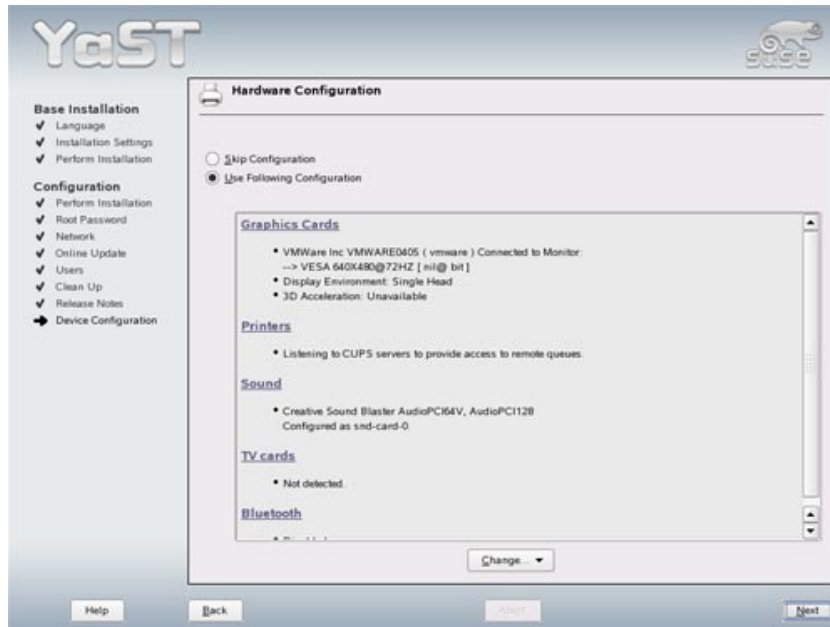 YaST
suse
Base Installation
Language
Installation Settings
Perform Installation
Configuration
Perform Installation
Root Password
Network
Online Update
Users
Clean Up
Release Notes
Device Configuration
Hardware Configuration
Skip Configuration
Use Following Configuration
Graphics Cards
• VMWare Inc VMWARE0405 ( vmware ) Connected to Monitor:
--> VESA 640X480@72HZ [ nil@ bit ]
• Display Environment: Single Head
• 3D Acceleration: Unavailable
Printers
• Listening to CUPS servers to provide access to remote queues.
Sound
• Creative Sound Blaster AudioPCI64V, AudioPCI128
Configured as snd-card-0.
TV cards
• Not detected.
Bluetooth
Change...
Help
Back
Abort
Next